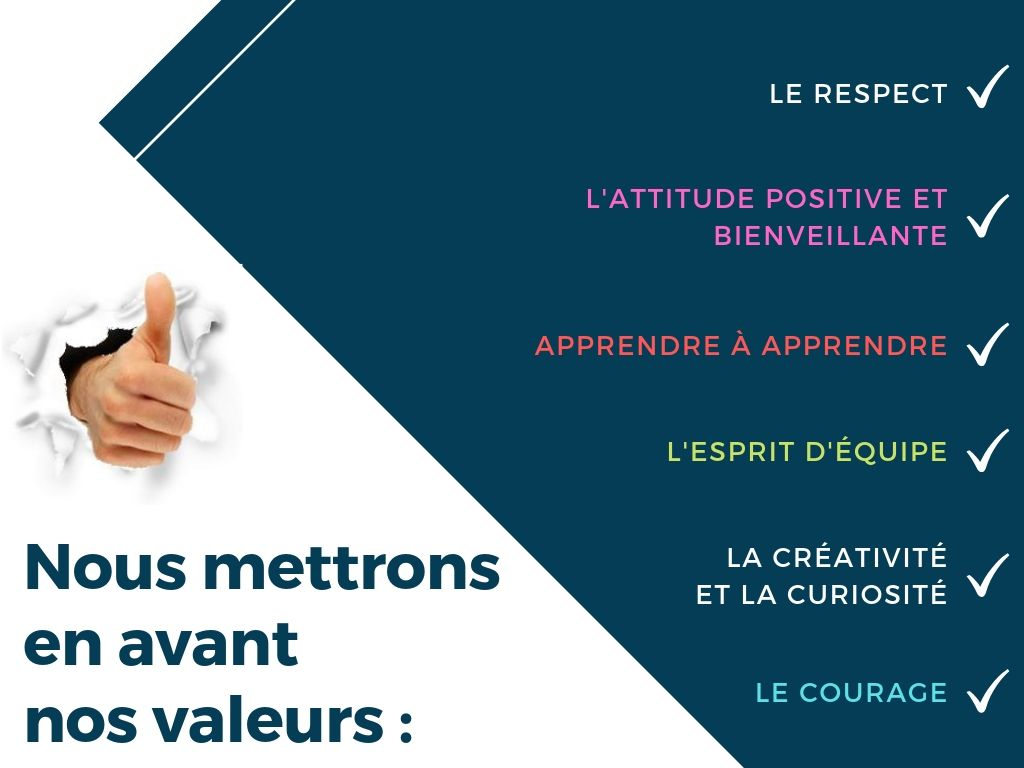 LE RESPECT
L'ATTITUDE POSITIVE ET
BIENVEILLANTE
APPRENDRE À APPRENDRE
L'ESPRIT D'ÉQUIPE
LA CRÉATIVITÉ
ET LA CURIOSITÉ
LE COURAGE
Nous mettrons
en avant
nos valeurs :